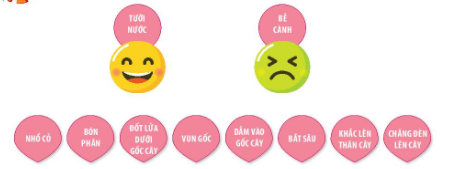 TƯỚI
NƯỚC
BẺ
CÀNH
NHỔ CỎ
BÓN
PHÂN
ĐỐT LỬA
DƯỚI
GỐC CÂY
VUN GỐC
DẪM VÀO
GỐC CÂY
BẮT SÂU
KHẮC LÊN
THÂN CÂY
CHĂNG ĐÈN
LÊN CÂY